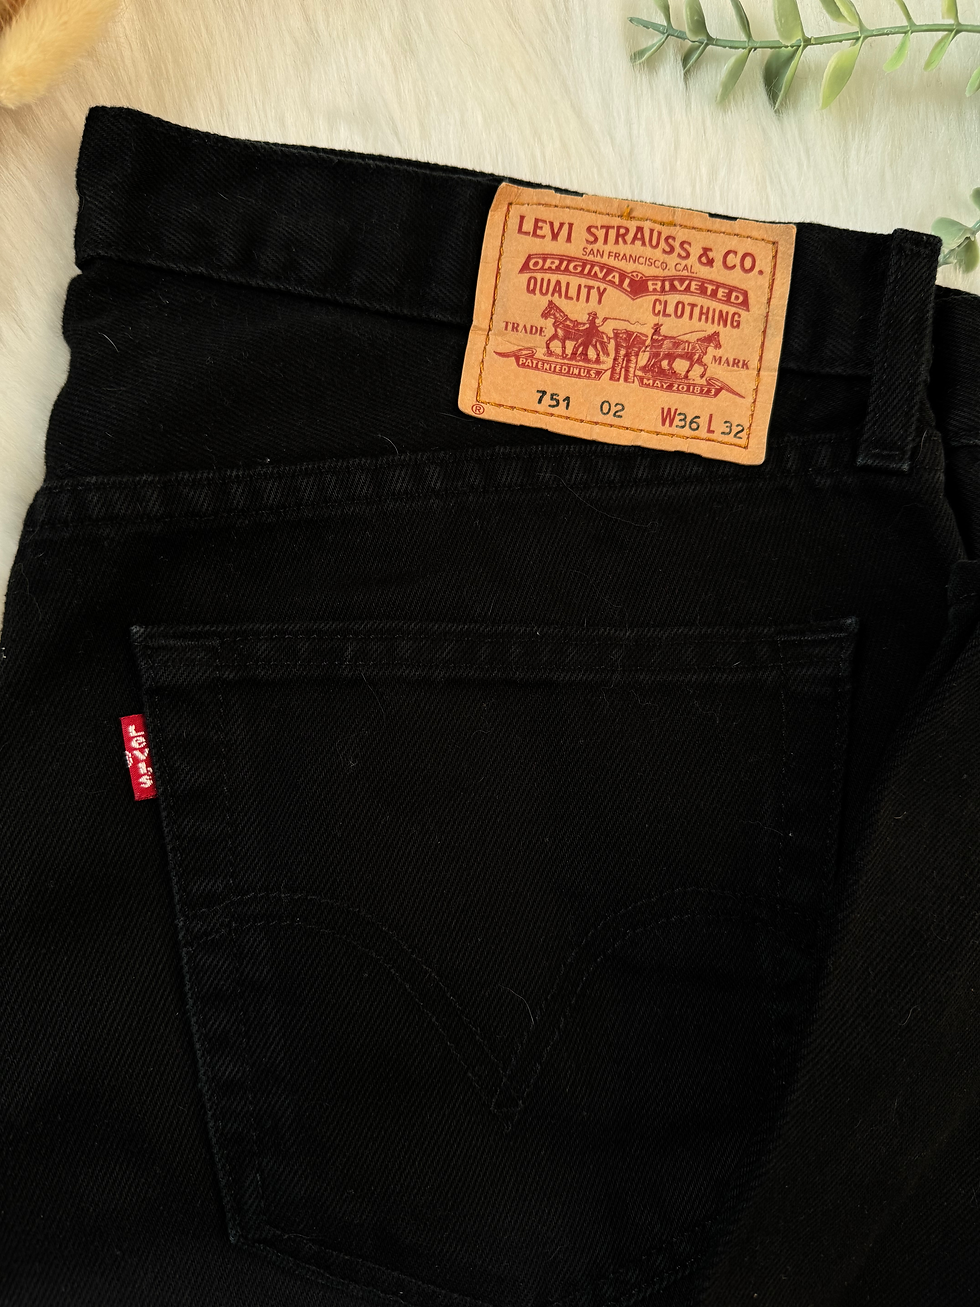 LEVI STRAUSS & CO.
SAN FRANCISCO, CAL.
ORIGINAL RIVETED
QUALITY CLOTHING
TRADE MARK
PATENTED IN U.S. MAY 20 1873
751 02 W36 L 32
®
LEVI'S